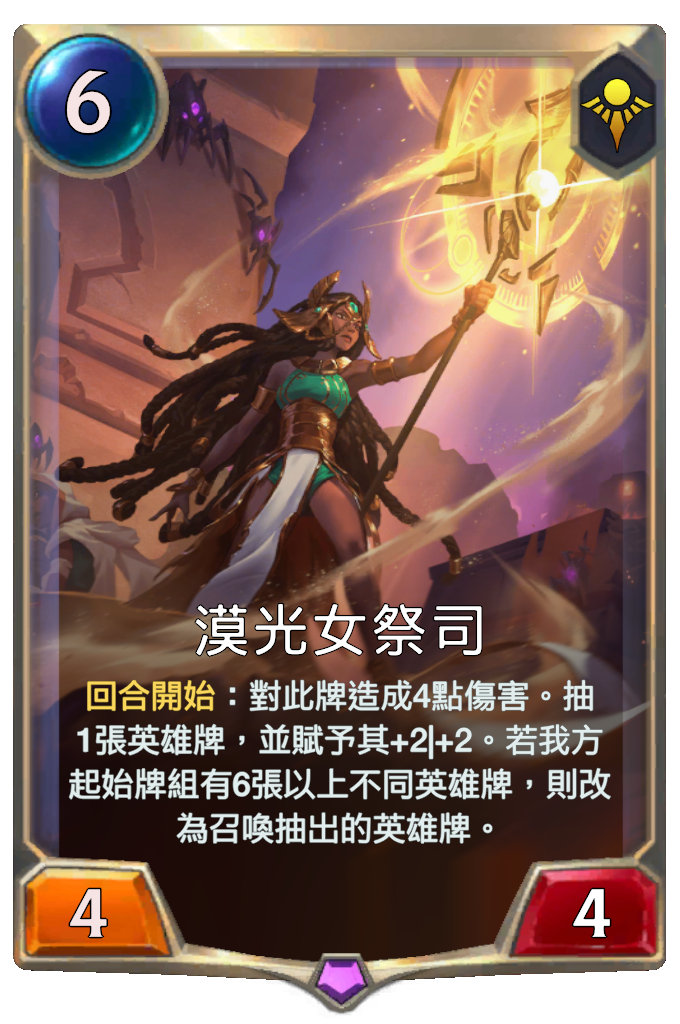 6
漠光女祭司
回合開始：對此牌造成4點傷害。抽
1張英雄牌，並賦予其+2|+2。若我方
起始牌組有6張以上不同英雄牌，則改
為召喚抽出的英雄牌。
4
4